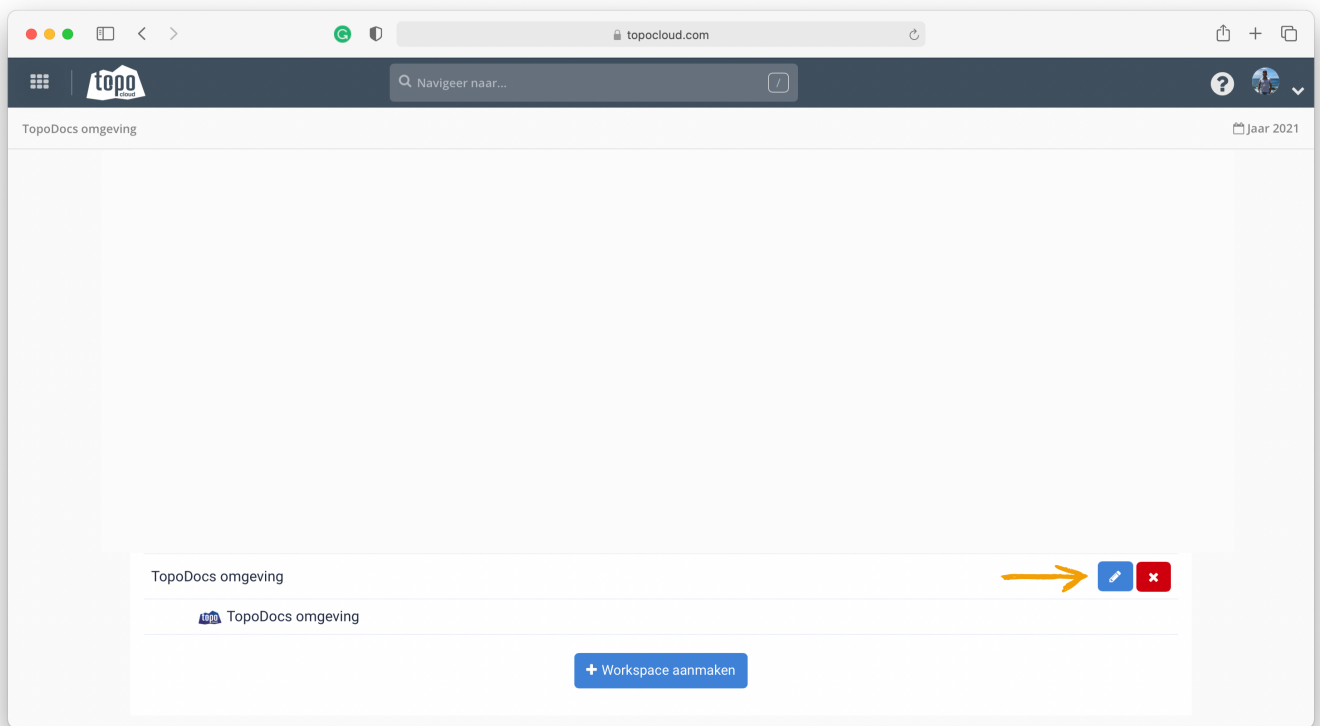 topocloud.com
topo
cloud
Navigeer naar...
/
?
TopoDocs omgeving
Jaar 2021
TopoDocs omgeving
topo
TopoDocs omgeving
+ Workspace aanmaken